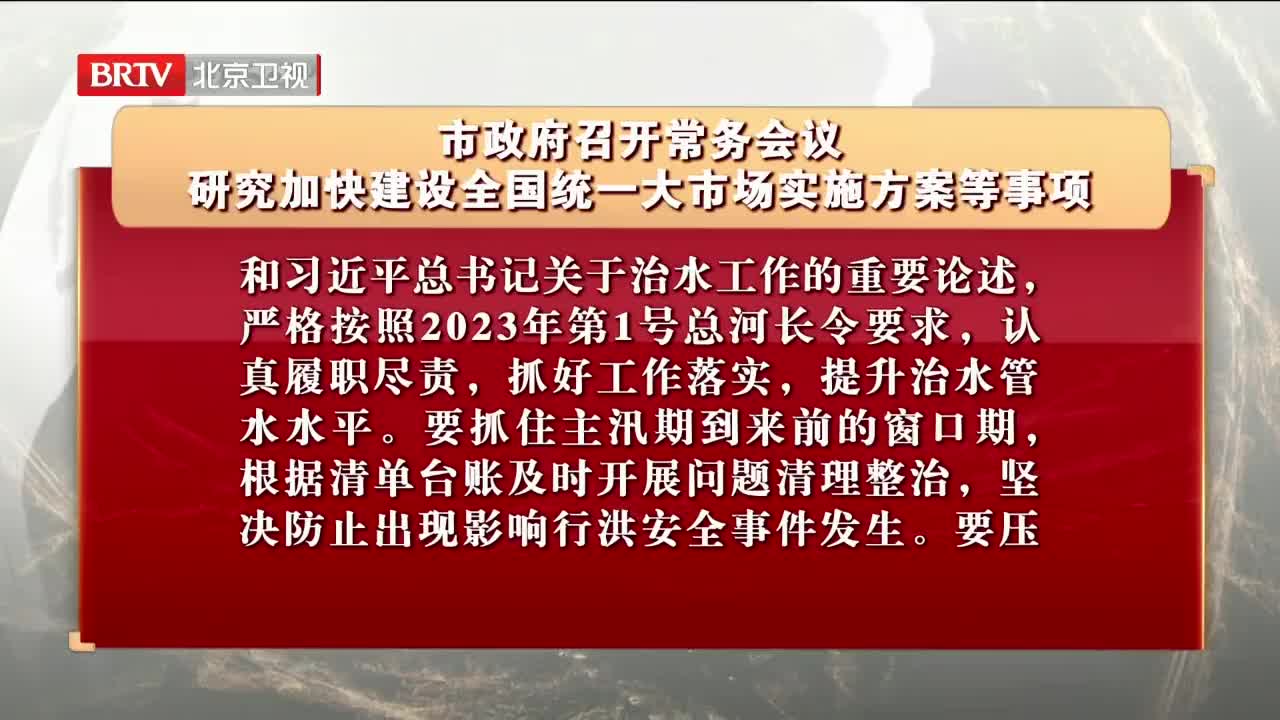 BRTV 北京卫视
市政府召开常务会议
研究加快建设全国统一大市场实施方案等事项
和习近平总书记关于治水工作的重要论述，
严格按照2023年第1号总河长令要求，认
真履职尽责，抓好工作落实，提升治水管
水水平。要抓住主汛期到来前的窗口期，
根据清单台账及时开展问题清理整治，坚
决防止出现影响行洪安全事件发生。要压